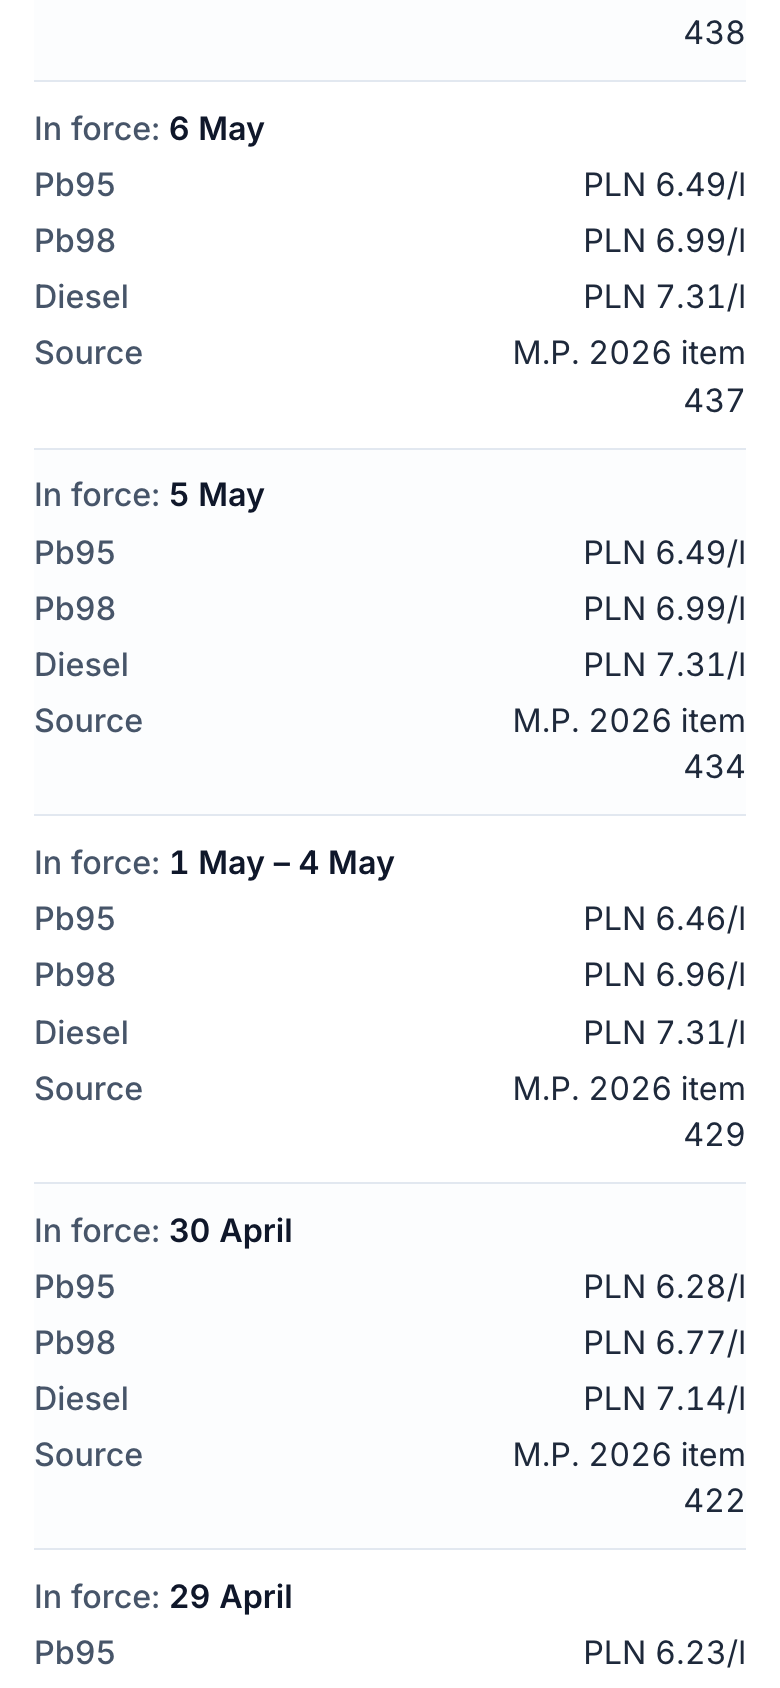 438
In force: 6 May
Pb95 PLN 6.49/l
Pb98 PLN 6.99/l
Diesel PLN 7.31/l
Source M.P. 2026 item
437
In force: 5 May
Pb95 PLN 6.49/l
Pb98 PLN 6.99/l
Diesel PLN 7.31/l
Source M.P. 2026 item
434
In force: 1 May – 4 May
Pb95 PLN 6.46/l
Pb98 PLN 6.96/l
Diesel PLN 7.31/l
Source M.P. 2026 item
429
In force: 30 April
Pb95 PLN 6.28/l
Pb98 PLN 6.77/l
Diesel PLN 7.14/l
Source M.P. 2026 item
422
In force: 29 April
Pb95 PLN 6.23/l